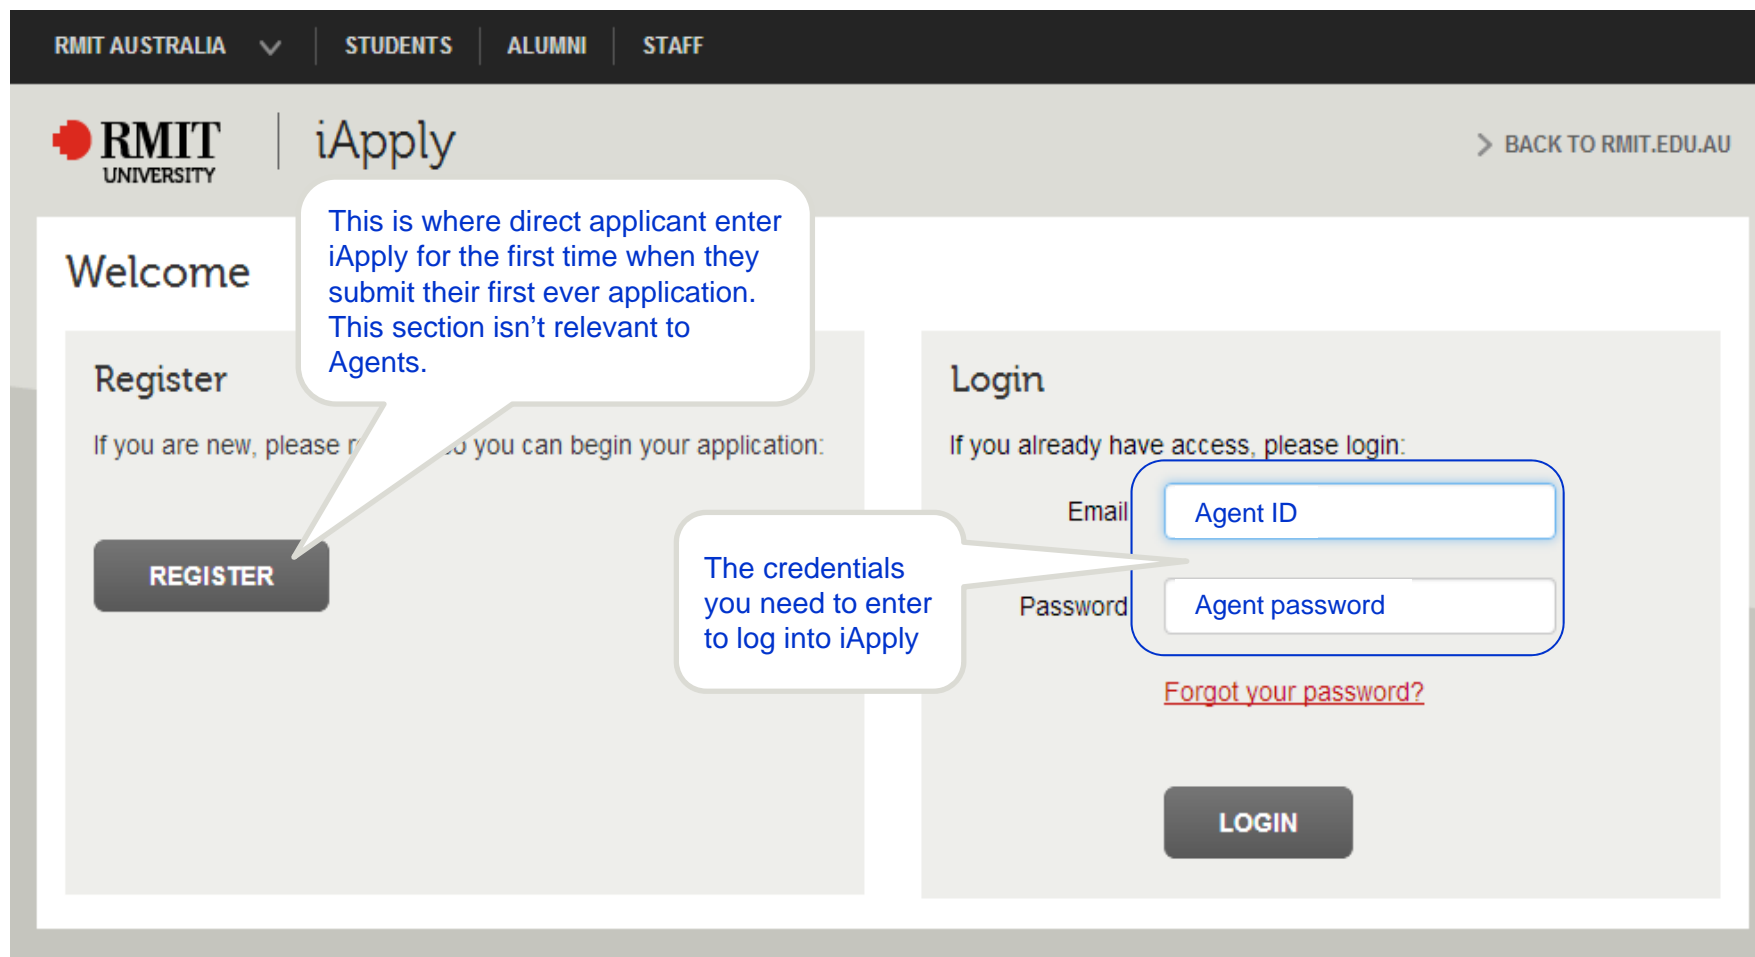 RMIT AUSTRALIA
STUDENTS
ALUMNI
STAFF
RMIT
UNIVERSITY
iApply
BACK TO RMIT.EDU.AU
This is where direct applicant enter
iApply for the first time when they
submit their first ever application.
This section isn't relevant to
Agents.
Welcome
Register
If you are new, please you can begin your application:
REGISTER
Login
If you already have access, please login:
Email
Agent ID
The credentials
you need to enter
to log into iApply
Password
Agent password
Forgot your password?
LOGIN